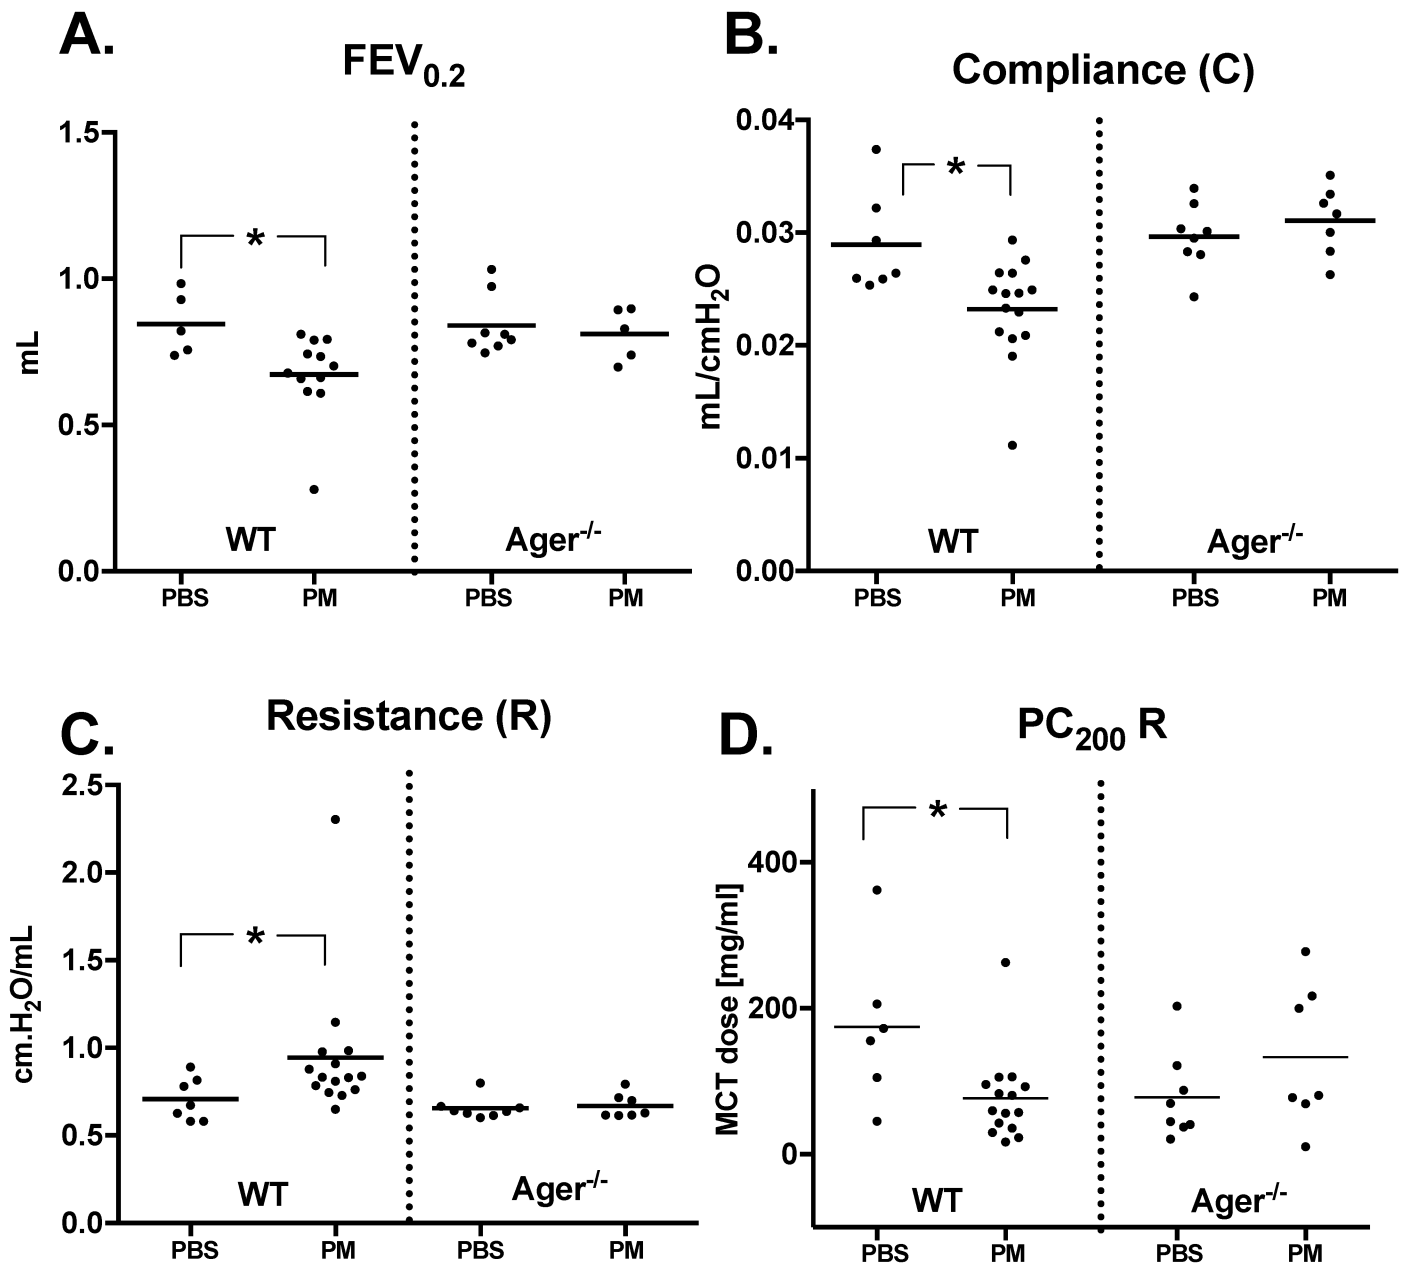 A.
FEV0.2
1.5
1.0
0.5
0.0
mL
*
WT
Ager-/-
PBS
PM
PBS
PM
B.
Compliance (C)
0.04
0.03
0.02
0.01
0.00
mL/cmH2O
*
WT
Ager-/-
PBS
PM
PBS
PM
C.
Resistance (R)
2.5
2.0
1.5
1.0
0.5
0.0
cm.H2O/mL
*
WT
Ager-/-
PBS
PM
PBS
PM
D.
PC200 R
400
200
0
MCT dose [mg/ml]
*
WT
Ager-/-
PBS
PM
PBS
PM